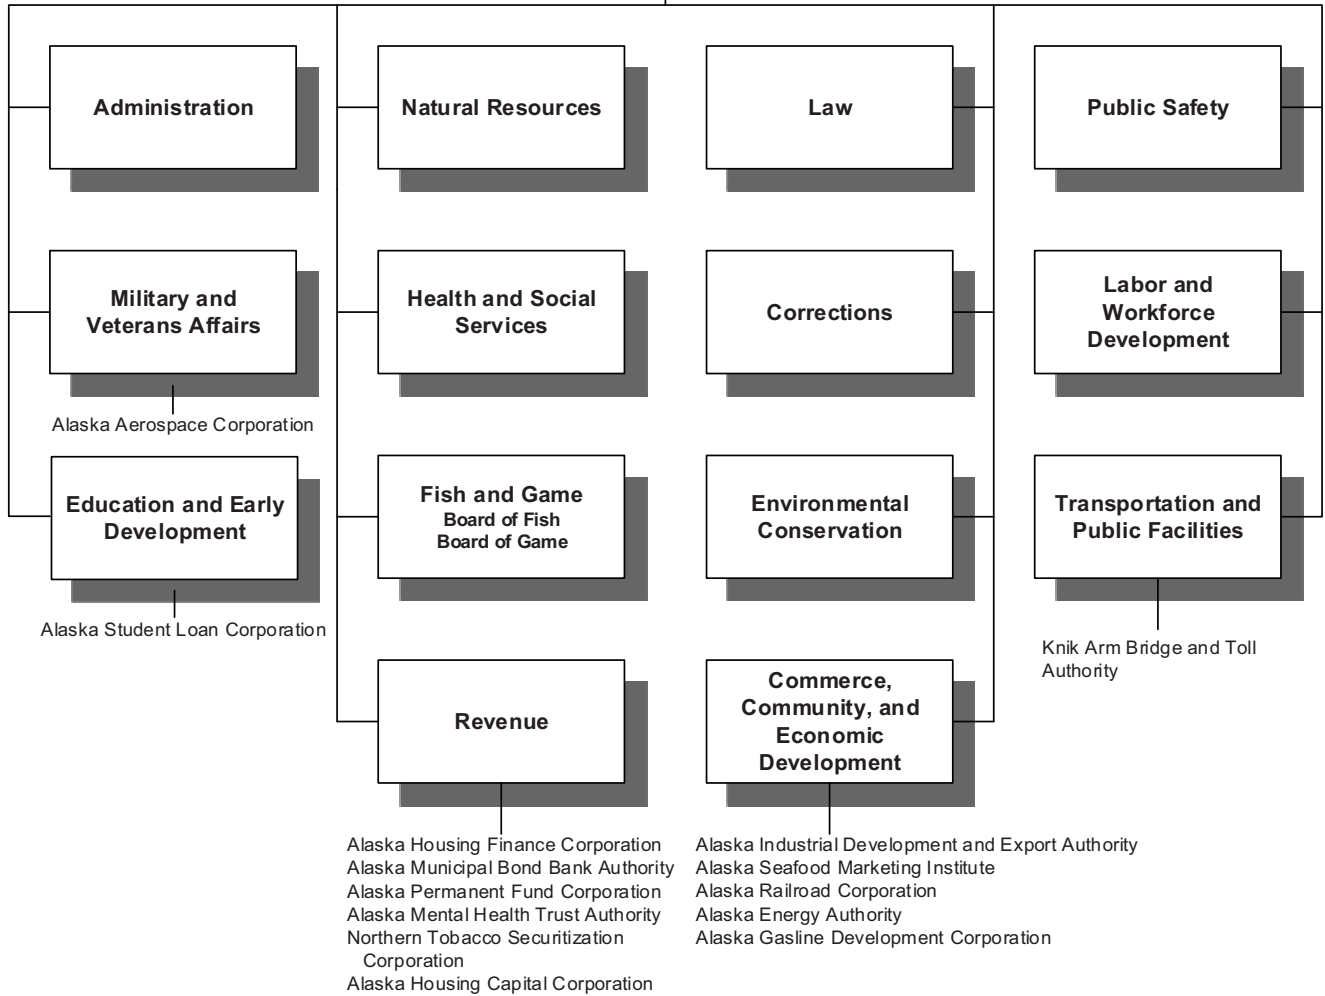 Administration
Natural Resources
Law
Public Safety
Military and
Veterans Affairs
Health and Social
Services
Corrections
Labor and
Workforce
Development
Alaska Aerospace Corporation
Education and Early
Development
Fish and Game
Board of Fish
Board of Game
Environmental
Conservation
Transportation and
Public Facilities
Alaska Student Loan Corporation
Knik Arm Bridge and Toll
Authority
Revenue
Commerce,
Community, and
Economic
Development
Alaska Housing Finance Corporation
Alaska Municipal Bond Bank Authority
Alaska Permanent Fund Corporation
Alaska Mental Health Trust Authority
Northern Tobacco Securitization
Corporation
Alaska Housing Capital Corporation
Alaska Industrial Development and Export Authority
Alaska Seafood Marketing Institute
Alaska Railroad Corporation
Alaska Energy Authority
Alaska Gasline Development Corporation